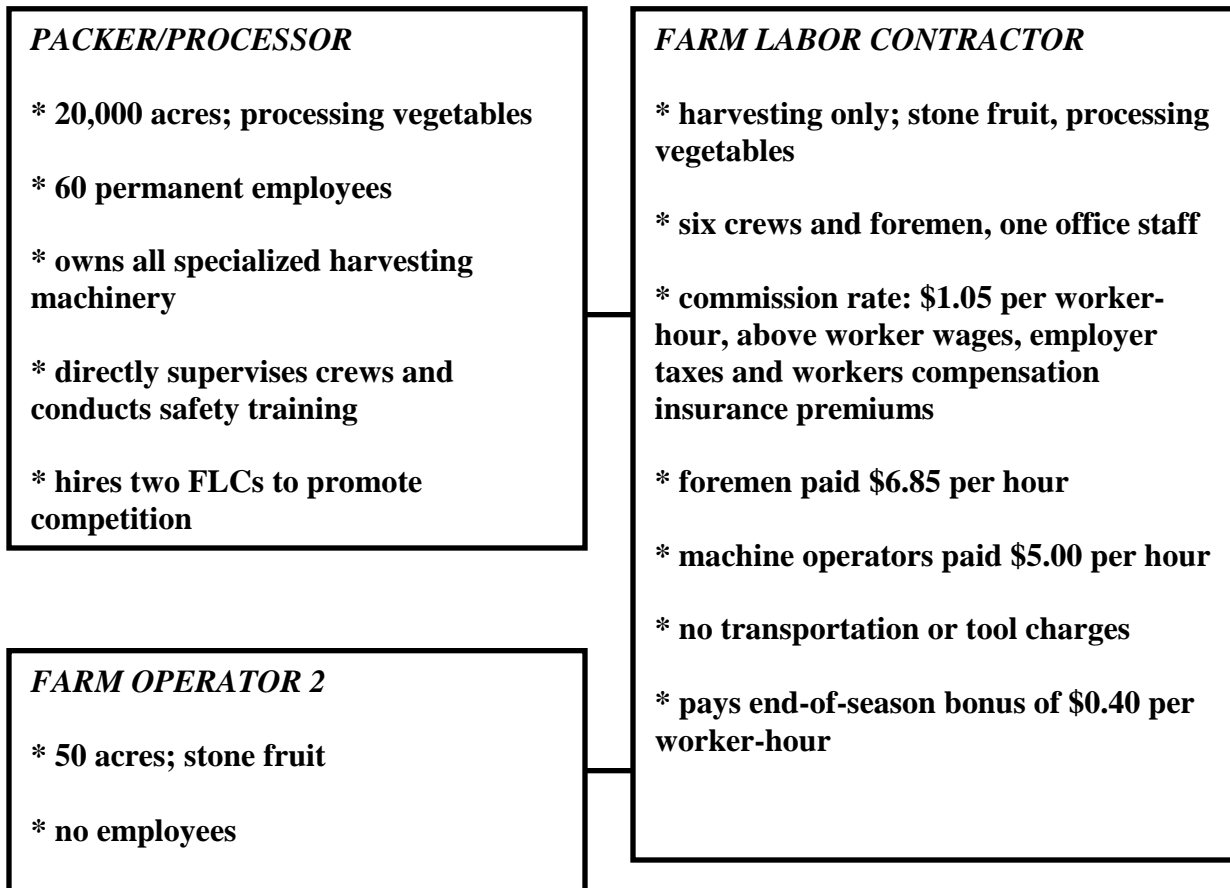 PACKER/PROCESSOR
* 20,000 acres; processing vegetables
* 60 permanent employees
* owns all specialized harvesting
machinery
* directly supervises crews and
conducts safety training
* hires two FLCs to promote
competition
FARM OPERATOR 2
* 50 acres; stone fruit
* no employees
FARM LABOR CONTRACTOR
* harvesting only; stone fruit, processing
vegetables
* six crews and foremen, one office staff
* commission rate: $1.05 per worker-
hour, above worker wages, employer
taxes and workers compensation
insurance premiums
* foremen paid $6.85 per hour
* machine operators paid $5.00 per hour
* no transportation or tool charges
* pays end-of-season bonus of $0.40 per
worker-hour